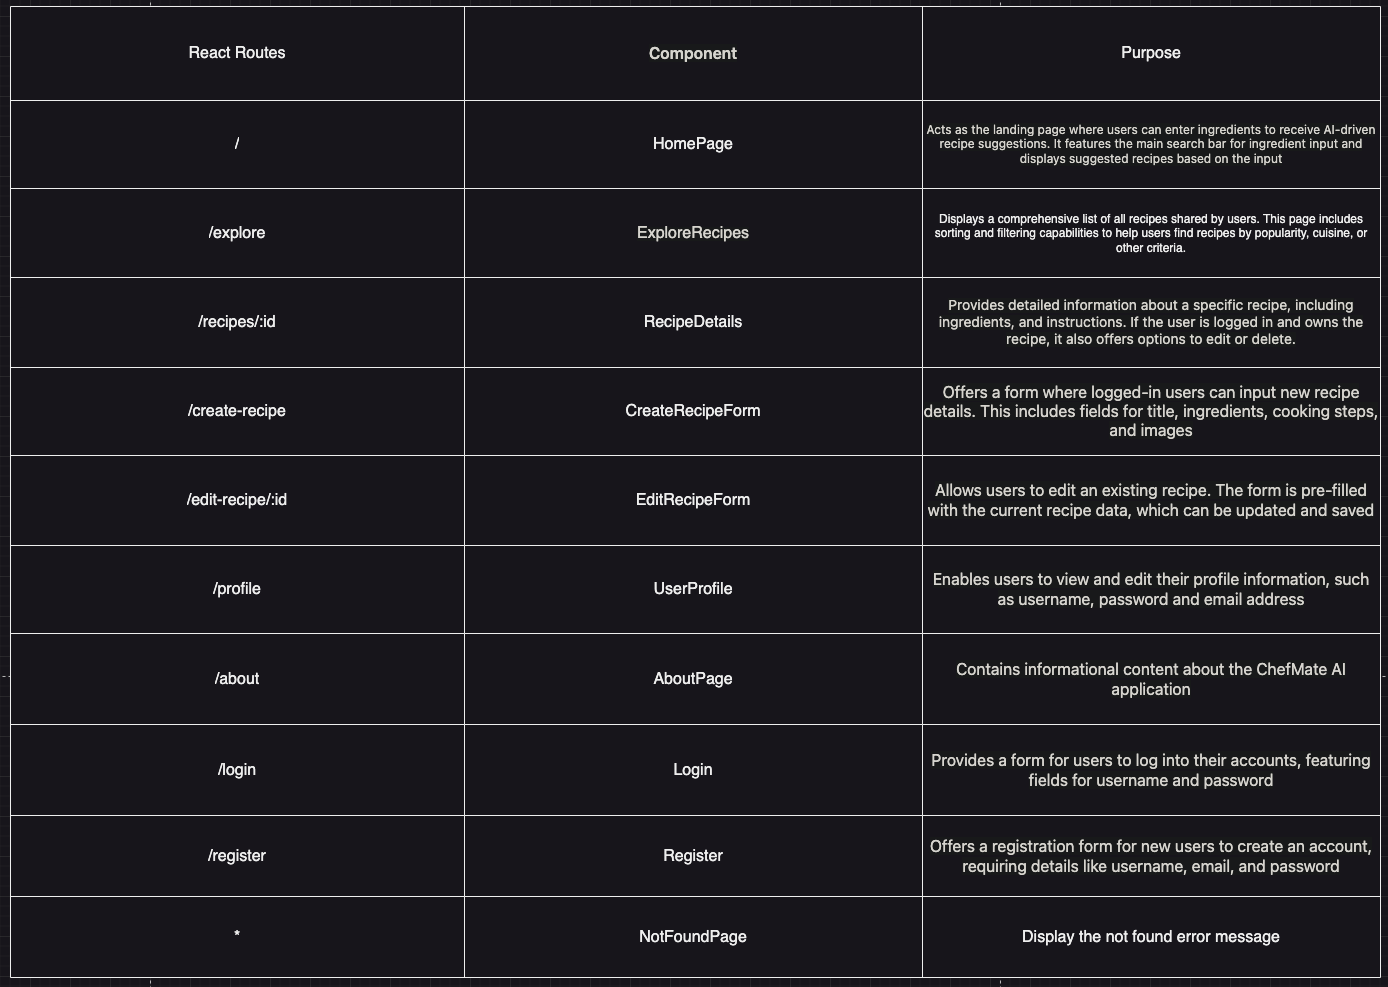 React Routes
Component
Purpose
/
HomePage
Acts as the landing page where users can enter ingredients to receive AI-driven
recipe suggestions. It features the main search bar for ingredient input and
displays suggested recipes based on the input
/explore
ExploreRecipes
Displays a comprehensive list of all recipes shared by users. This page includes
sorting and filtering capabilities to help users find recipes by popularity, cuisine, or
other criteria.
/recipes/:id
RecipeDetails
Provides detailed information about a specific recipe, including
ingredients, and instructions. If the user is logged in and owns the
recipe, it also offers options to edit or delete.
/create-recipe
CreateRecipeForm
Offers a form where logged-in users can input new recipe
details. This includes fields for title, ingredients, cooking steps,
and images
/edit-recipe/:id
EditRecipeForm
Allows users to edit an existing recipe. The form is pre-filled
with the current recipe data, which can be updated and saved
/profile
UserProfile
Enables users to view and edit their profile information, such
as username, password and email address
/about
AboutPage
Contains informational content about the ChefMate AI
application
/login
Login
Provides a form for users to log into their accounts, featuring
fields for username and password
/register
Register
Offers a registration form for new users to create an account,
requiring details like username, email, and password
*
NotFoundPage
Display the not found error message